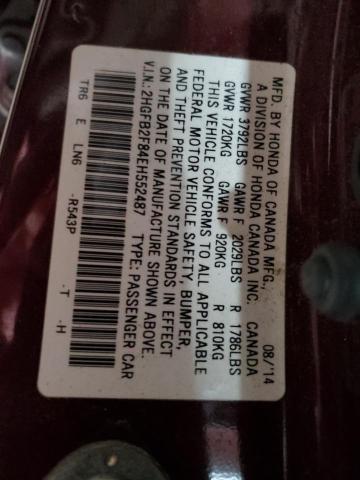 MFD. BY HONDA OF CANADA MFG., 08/'14
A DIVISION OF HONDA CANADA INC. CANADA
GVWR 3792LBS GAWR F 2029LBS R 1786LBS
GVWR 1720KG GAWR F 920KG R 810KG
THIS VEHICLE CONFORMS TO ALL APPLICABLE
FEDERAL MOTOR VEHICLE SAFETY, BUMPER,
AND THEFT PREVENTION STANDARDS IN EFFECT
ON THE DATE OF MANUFACTURE SHOWN ABOVE.
V.I.N.: 2HGFB2F84EH552487 TYPE: PASSENGER CAR
TR6 E LN6 -R543P -T -H